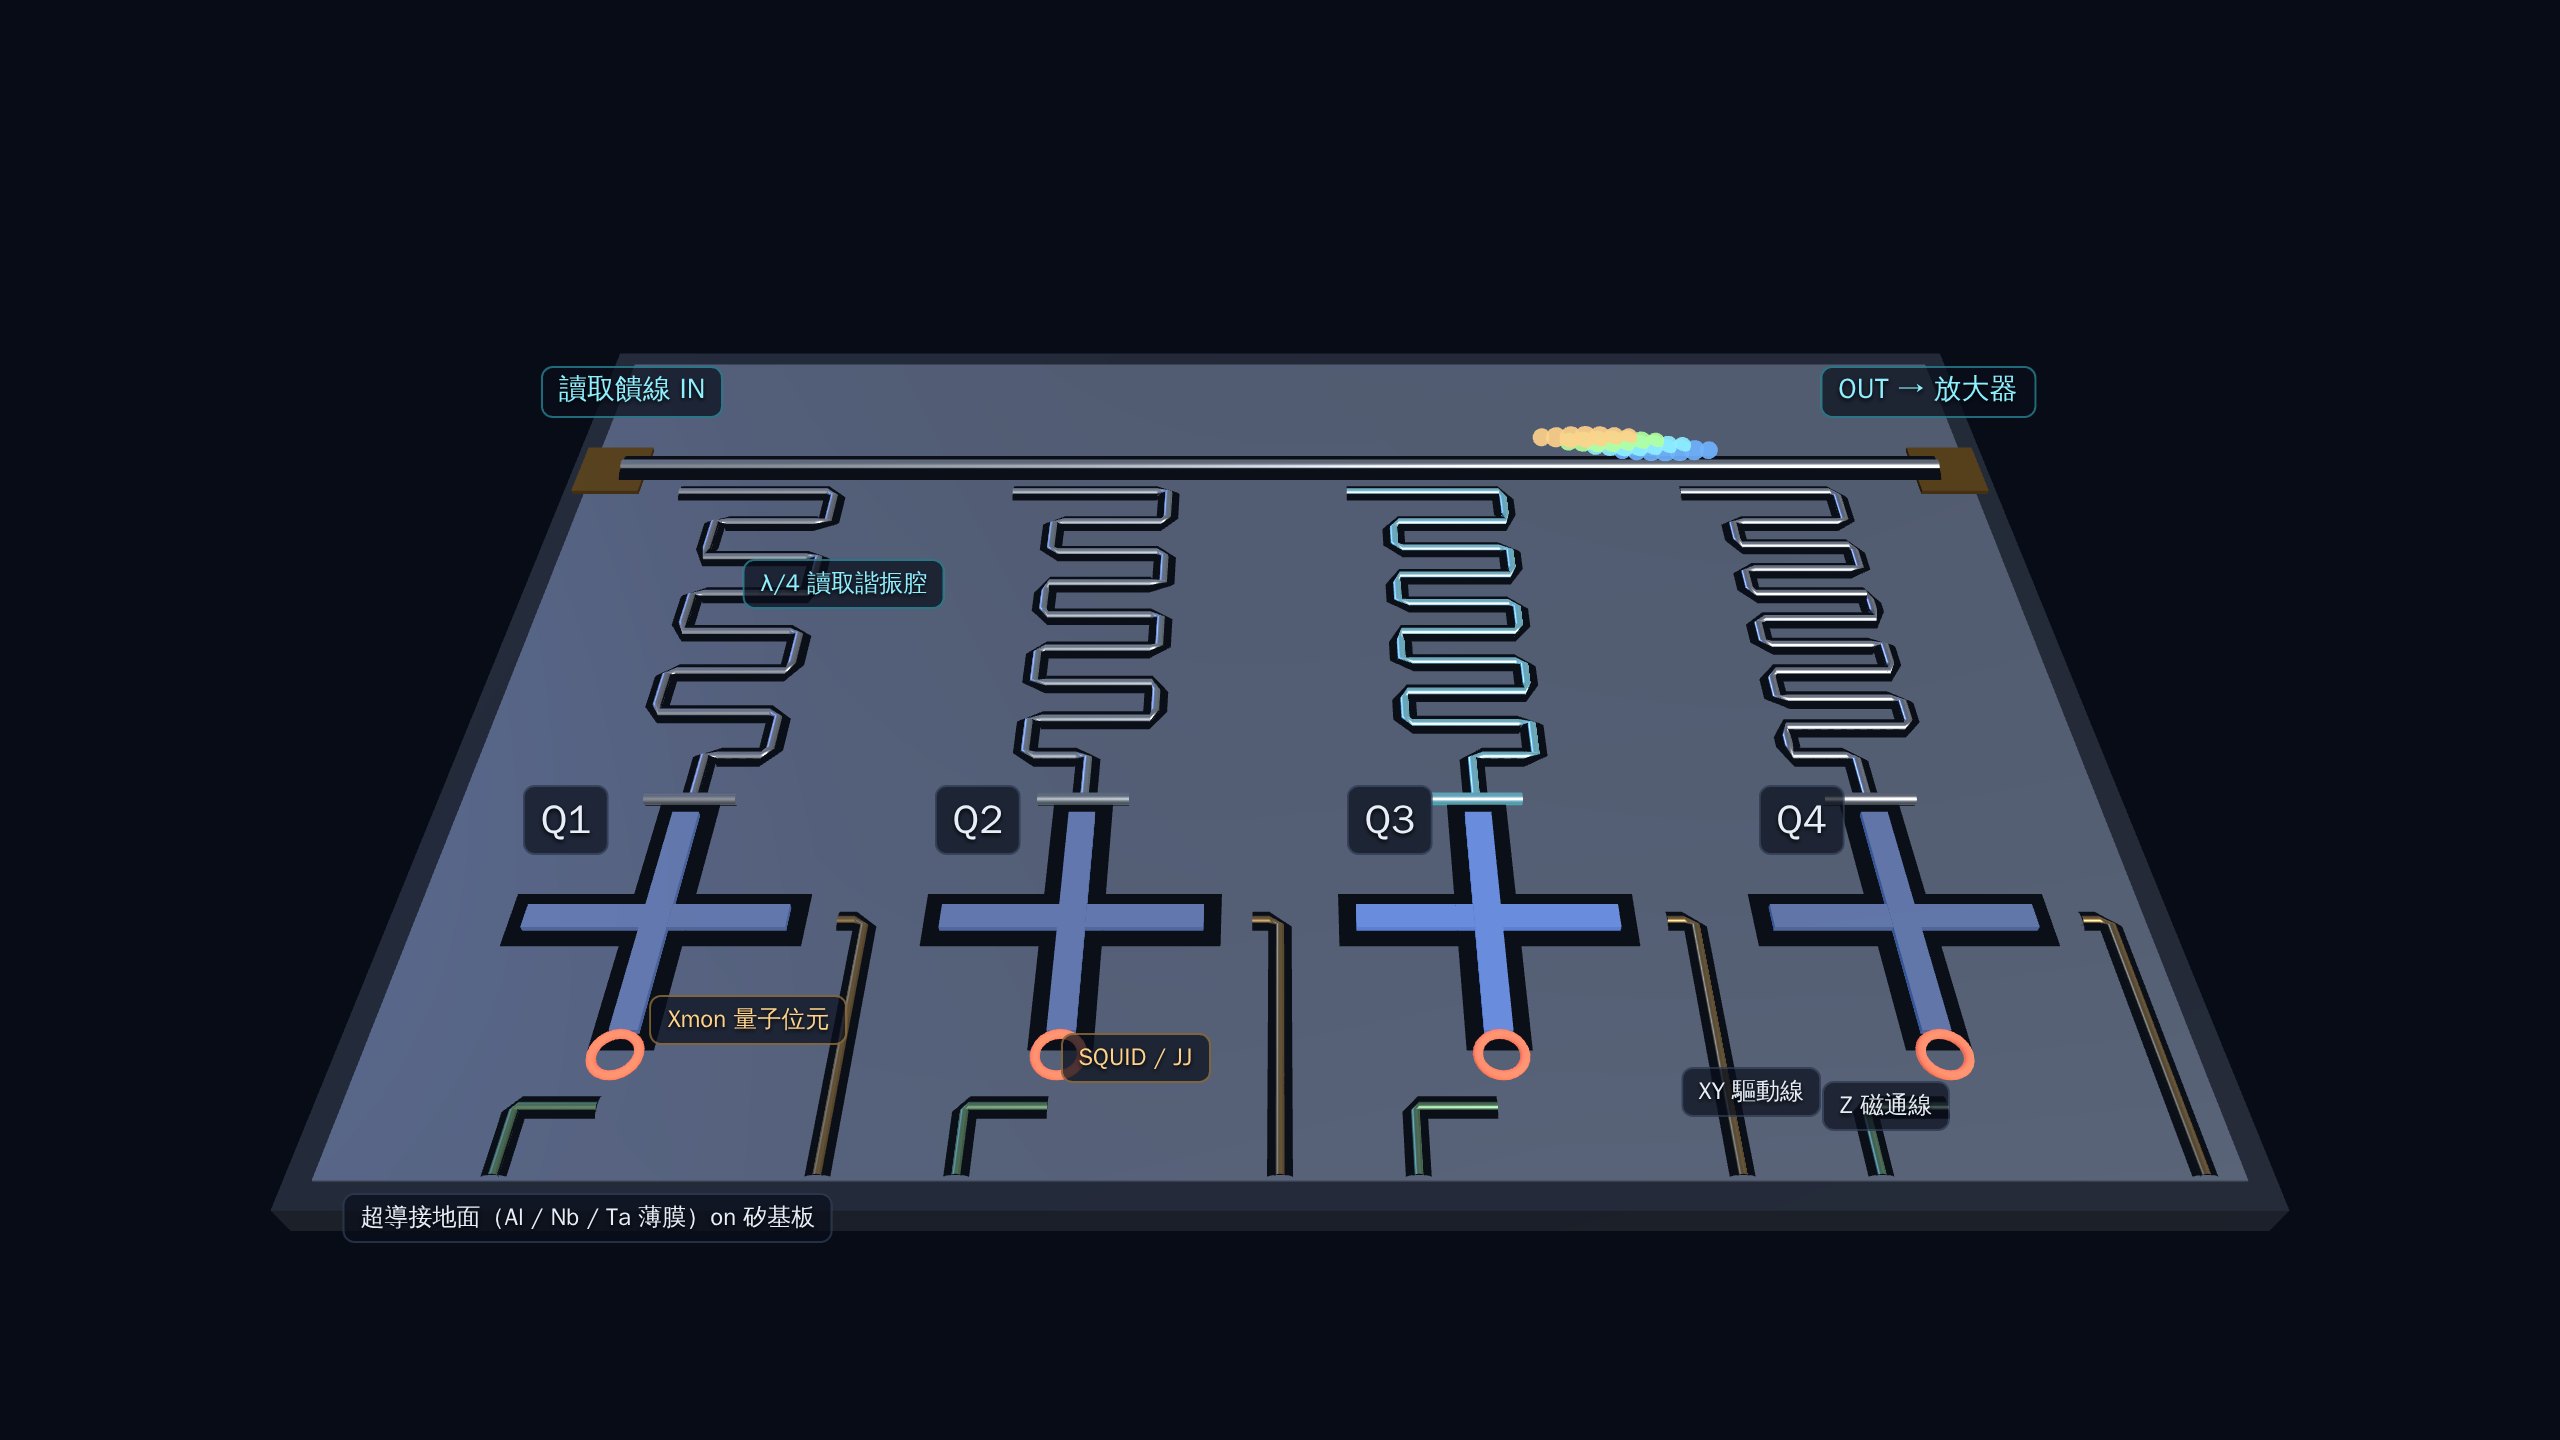 讀取饋線 IN
OUT → 放大器
λ/4 讀取諧振腔
Q1
Q2
Q3
Q4
Xmon 量子位元
SQUID / JJ
XY 驅動線
Z 磁通線
超導接地面（Al / Nb / Ta 薄膜）on 矽基板